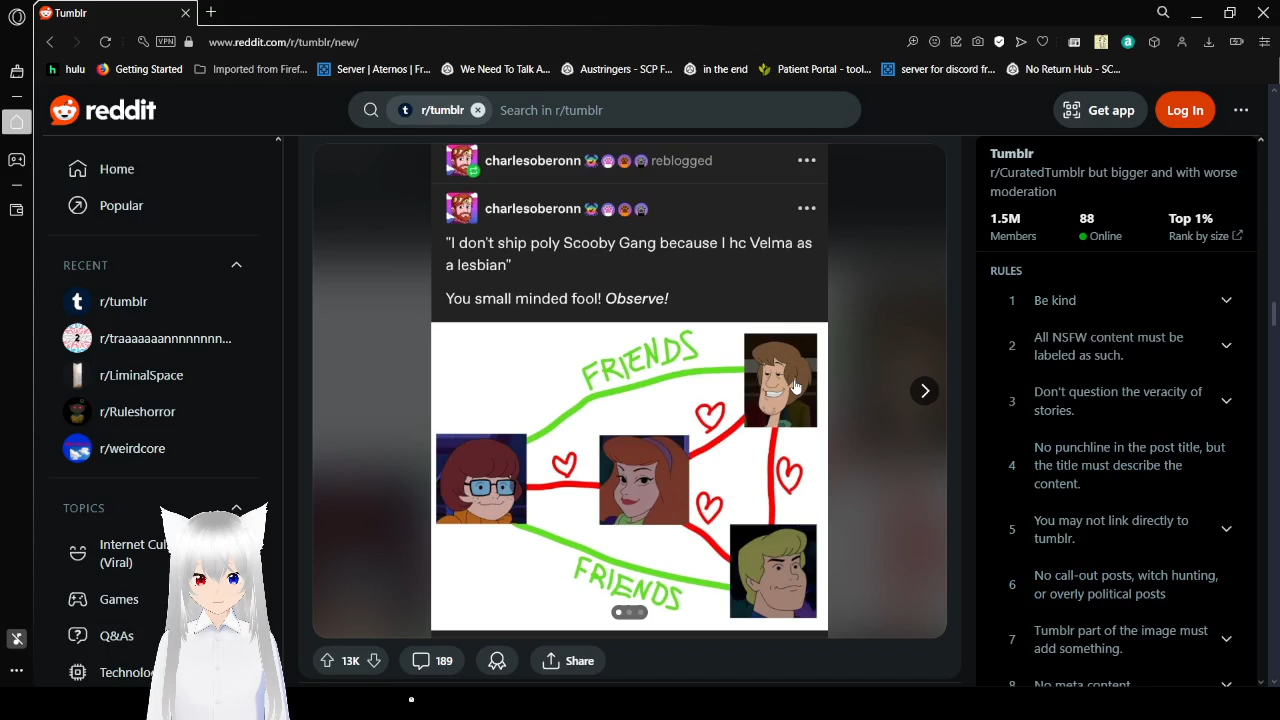 Tumblr
VPN
www.reddit.com/r/tumblr/new/
hulu
Getting Started
Imported from Firef...
Server | Aternos | Fr...
We Need To Talk A...
Austringers - SCP F...
in the end
Patient Portal - tool...
server for discord fr...
No Return Hub - SC...
reddit
r/tumblr
Search in r/tumblr
Get app
Log In
Home
Popular
RECENT
r/tumblr
r/traaaaaaannnnnnnn...
r/LiminalSpace
r/Ruleshorror
r/weirdcore
TOPICS
Internet Cul
(Viral)
Games
Q&As
Technolo
charlesoberonn reblogged
charlesoberonn
"I don't ship poly Scooby Gang because I hc Velma as
a lesbian"
You small minded fool! Observe!
FRIENDS
FRIENDS
13K
189
Share
Tumblr
r/CuratedTumblr but bigger and with worse
moderation
1.5M 88 Top 1%
Members Online Rank by size
RULES
1 Be kind
2 All NSFW content must be
labeled as such.
3 Don't question the veracity of
stories.
4 No punchline in the post title, but
the title must describe the
content.
5 You may not link directly to
tumblr.
6 No call-out posts, witch hunting,
or overly political posts
7 Tumblr part of the image must
add something.
8 No meta content